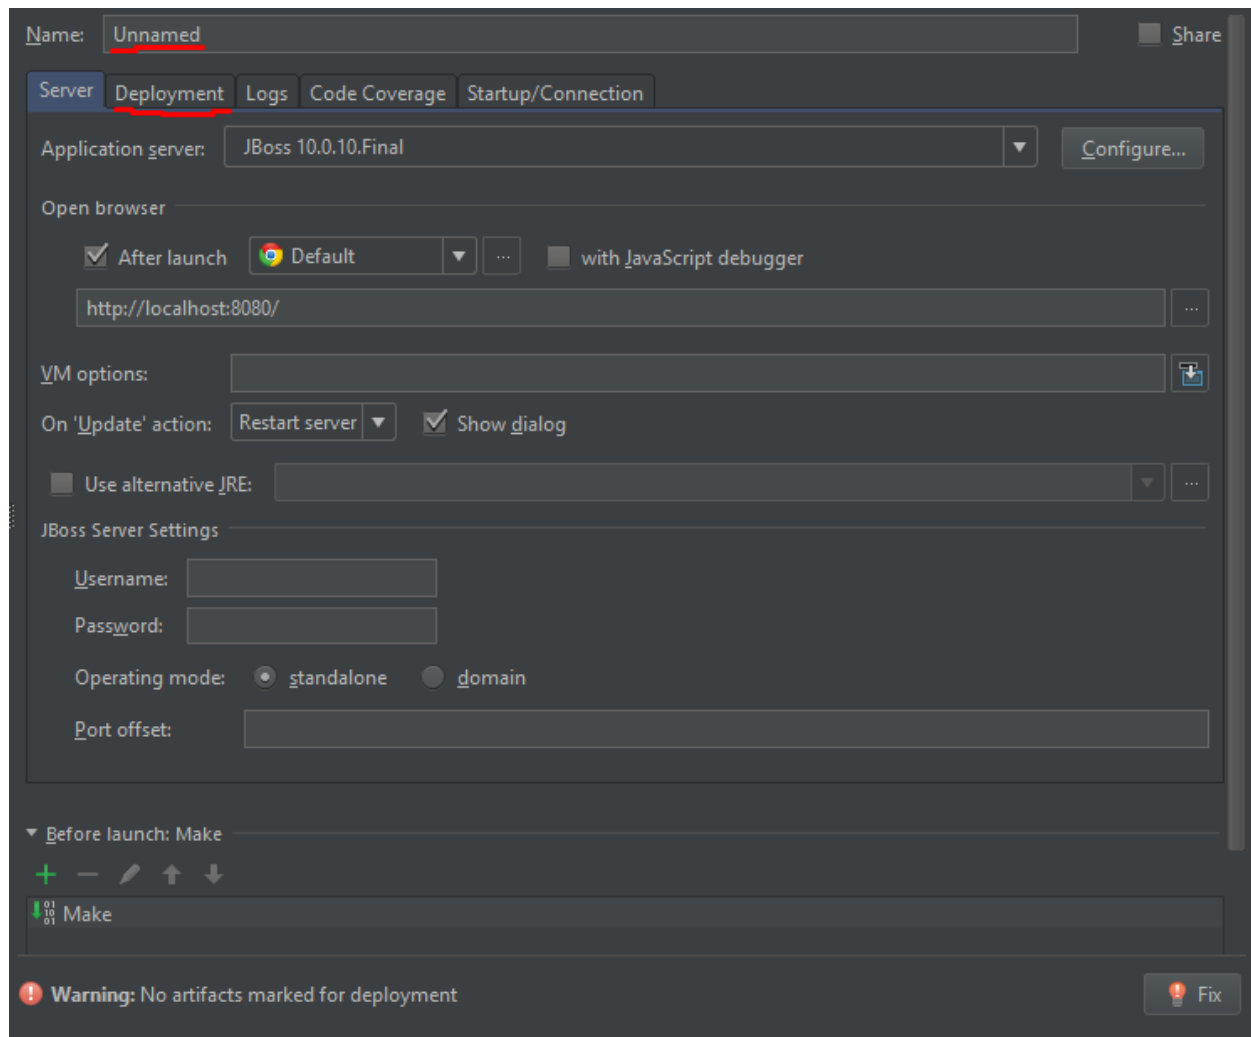 Name: Unnamed Share
Server Deployment Logs Code Coverage Startup/Connection
Application server: JBoss 10.0.10.Final Configure...
Open browser
After launch Default ... with JavaScript debugger
http://localhost:8080/ ...
VM options:
On 'Update' action: Restart server Show dialog
Use alternative JRE: ...
JBoss Server Settings
Username:
Password:
Operating mode: standalone domain
Port offset:
Before launch: Make
Make
Warning: No artifacts marked for deployment Fix